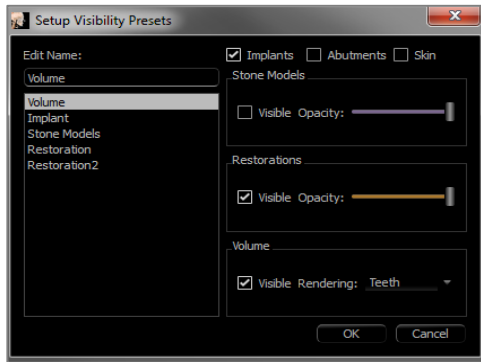 Setup Visibility Presets
Edit Name:
Volume
Volume
Implant
Stone Models
Restoration
Restoration2
Implants Abutments Skin
Stone Models
Visible Opacity:
Restorations
Visible Opacity:
Volume
Visible Rendering: Teeth
OK Cancel